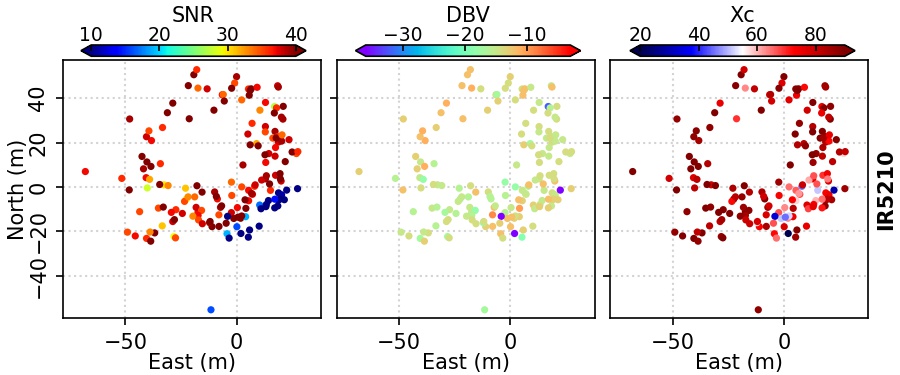 SNR
10 20 30 40
DBV
−30 −20 −10
Xc
20 40 60 80
North (m)
40
20
0
−20
−40
−50 0
East (m)
−50 0
East (m)
−50 0
East (m)
IR5210